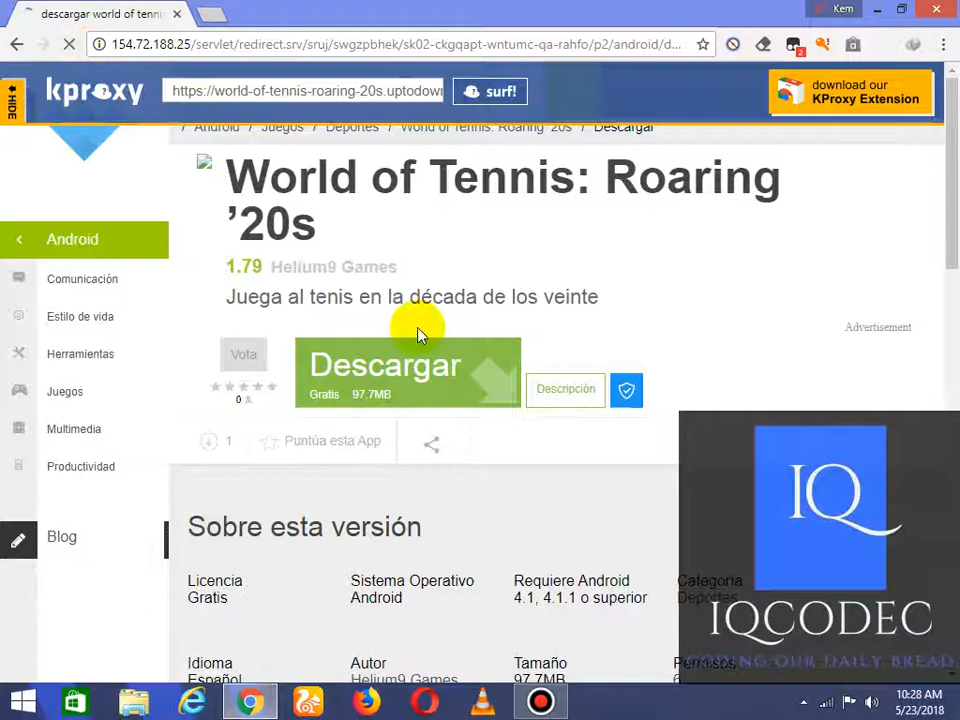 descargar world of tenni
Kem
154.72.188.25/servlet/redirect.srv/sruj/swgzpbhek/sk02-ckgqapt-wntumc-qa-rahfo/p2/android/d...
2
HIDE
kproxy
https://world-of-tennis-roaring-20s.uptodown
surf!
download our
KProxy Extension
/ Android / Juegos / Deportes / World of Tennis: Roaring '20s / Descargar
World of Tennis: Roaring
’20s
1.79 Helium9 Games
Juega al tenis en la década de los veinte
Android
Comunicación
Estilo de vida
Herramientas
Juegos
Multimedia
Productividad
Blog
Advertisement
Vota
0
Descargar
Gratis 97.7MB
Descripción
1
Puntúa esta App
Sobre esta versión
Licencia
Gratis
Sistema Operativo
Android
Requiere Android
4.1, 4.1.1 o superior
Categoría
Deportes
Idioma
Español
Autor
Helium9 Games
Tamaño
97.7MB
Permisos
IQ
IQCODEC
CODING OUR DAILY BREAD
10:28 AM
5/23/2018